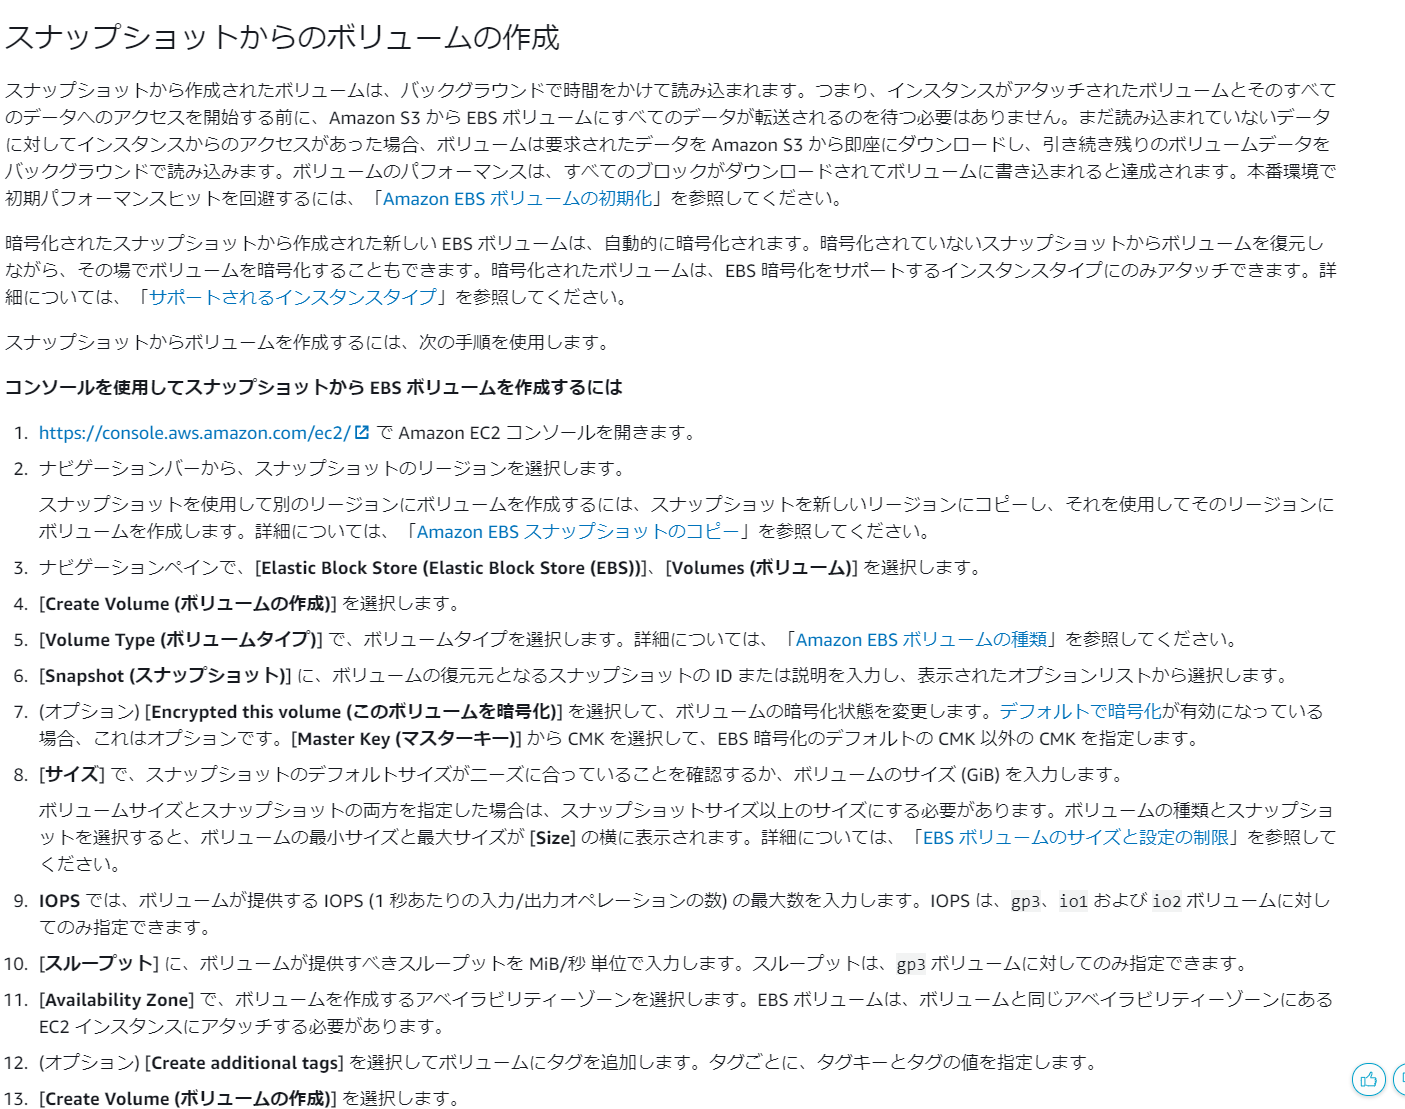 スナップショットからのボリュームの作成
スナップショットから作成されたボリュームは、バックグラウンドで時間をかけて読み込まれます。つまり、インスタンスがアタッチされたボリュームとそのすべて
のデータへのアクセスを開始する前に、Amazon S3 から EBS ボリュームにすべてのデータが転送されるのを待つ必要はありません。まだ読み込まれていないデータ
に対してインスタンスからのアクセスがあった場合、ボリュームは要求されたデータを Amazon S3 から即座にダウンロードし、引き続き残りのボリュームデータを
バックグラウンドで読み込みます。ボリュームのパフォーマンスは、すべてのブロックがダウンロードされてボリュームに書き込まれると達成されます。本番環境で
初期パフォーマンスヒットを回避するには、「Amazon EBS ボリュームの初期化」を参照してください。
暗号化されたスナップショットから作成された新しい EBS ボリュームは、自動的に暗号化されます。暗号化されていないスナップショットからボリュームを復元し
ながら、その場でボリュームを暗号化することもできます。暗号化されたボリュームは、EBS 暗号化をサポートするインスタンスタイプにのみアタッチできます。詳
細については、「サポートされるインスタンスタイプ」を参照してください。
スナップショットからボリュームを作成するには、次の手順を使用します。
コンソールを使用してスナップショットから EBS ボリュームを作成するには
1. https://console.aws.amazon.com/ec2/ で Amazon EC2 コンソールを開きます。
2. ナビゲーションバーから、スナップショットのリージョンを選択します。
スナップショットを使用して別のリージョンにボリュームを作成するには、スナップショットを新しいリージョンにコピーし、それを使用してそのリージョンに
ボリュームを作成します。詳細については、「Amazon EBS スナップショットのコピー」を参照してください。
3. ナビゲーションペインで、[Elastic Block Store (Elastic Block Store (EBS))]、[Volumes (ボリューム)] を選択します。
4. [Create Volume (ボリュームの作成)] を選択します。
5. [Volume Type (ボリュームタイプ)] で、ボリュームタイプを選択します。詳細については、「Amazon EBS ボリュームの種類」を参照してください。
6. [Snapshot (スナップショット)] に、ボリュームの復元元となるスナップショットの ID または説明を入力し、表示されたオプションリストから選択します。
7. (オプション) [Encrypted this volume (このボリュームを暗号化)] を選択して、ボリュームの暗号化状態を変更します。デフォルトで暗号化が有効になっている
場合、これはオプションです。[Master Key (マスターキー)] から CMK を選択して、EBS 暗号化のデフォルトの CMK 以外の CMK を指定します。
8. [サイズ] で、スナップショットのデフォルトサイズがニーズに合っていることを確認するか、ボリュームのサイズ (GiB) を入力します。
ボリュームサイズとスナップショットの両方を指定した場合は、スナップショットサイズ以上のサイズにする必要があります。ボリュームの種類とスナップショ
ットを選択すると、ボリュームの最小サイズと最大サイズが [Size] の横に表示されます。詳細については、「EBS ボリュームのサイズと設定の制限」を参照して
ください。
9. IOPS では、ボリュームが提供する IOPS (1 秒あたりの入力/出力オペレーションの数) の最大数を入力します。IOPS は、gp3、io1 および io2 ボリュームに対し
てのみ指定できます。
10. [スループット] に、ボリュームが提供すべきスループットを MiB/秒 単位で入力します。スループットは、gp3 ボリュームに対してのみ指定できます。
11. [Availability Zone] で、ボリュームを作成するアベイラビリティーゾーンを選択します。EBS ボリュームは、ボリュームと同じアベイラビリティーゾーンにある
EC2 インスタンスにアタッチする必要があります。
12. (オプション) [Create additional tags] を選択してボリュームにタグを追加します。タグごとに、タグキーとタグの値を指定します。
13. [Create Volume (ボリュームの作成)] を選択します。